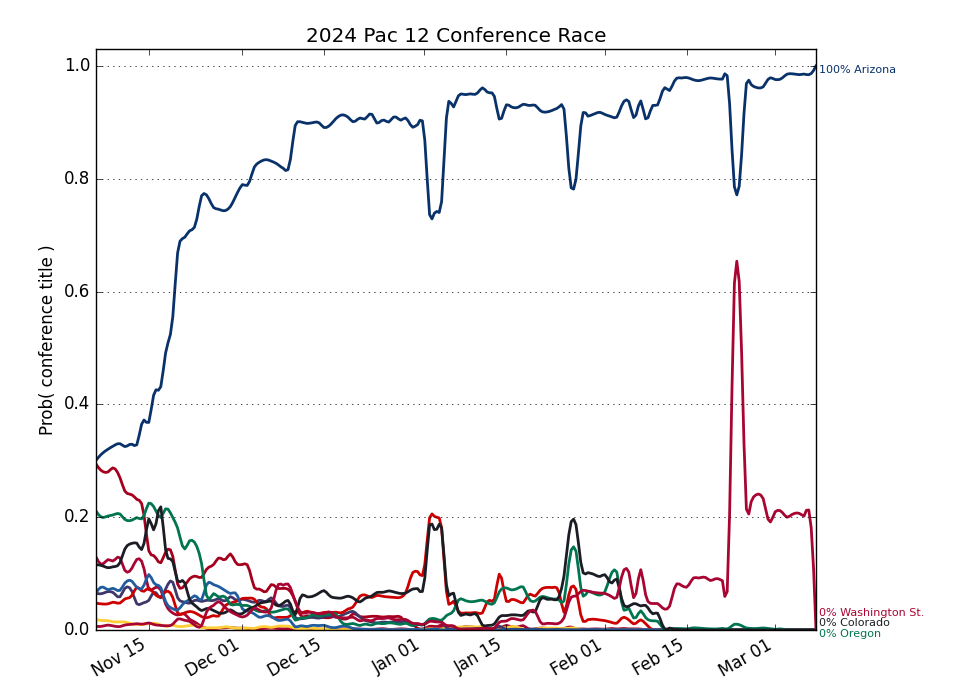 2024 Pac 12 Conference Race
Prob( conference title )
1.0
0.8
0.6
0.4
0.2
0.0
Nov 15
Dec 01
Dec 15
Jan 01
Jan 15
Feb 01
Feb 15
Mar 01
100% Arizona
0% Washington St.
0% Colorado
0% Oregon